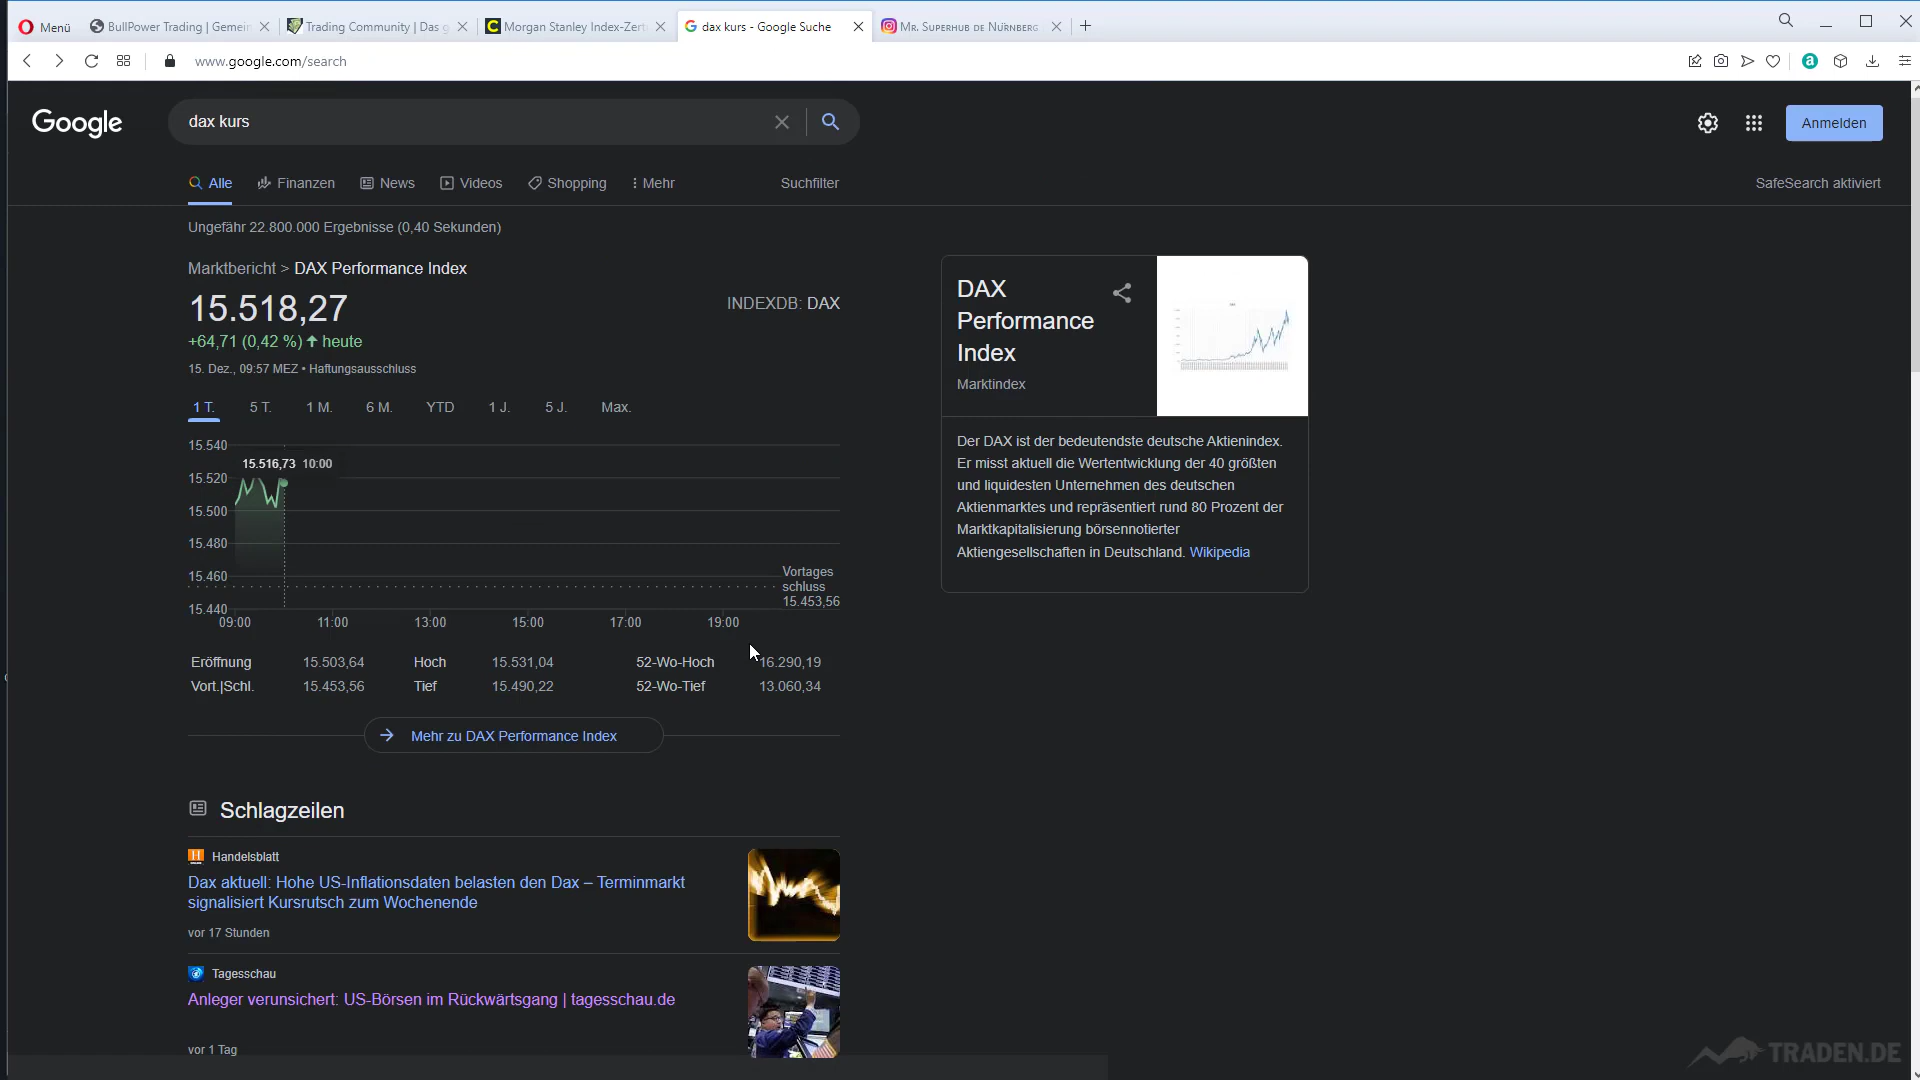 Menü
BullPower Trading | Gemein
Trading Community | Das g
Morgan Stanley Index-Zert
dax kurs - Google Suche
Mr. Superhub de Nürnberg
www.google.com/search
Google
dax kurs
Anmelden
Alle
Finanzen
News
Videos
Shopping
Mehr
Suchfilter
SafeSearch aktiviert
Ungefähr 22.800.000 Ergebnisse (0,40 Sekunden)
Marktbericht > DAX Performance Index
15.518,27
INDEXDB: DAX
+64,71 (0,42 %) ↑ heute
15. Dez., 09:57 MEZ • Haftungsausschluss
1 T. 5 T. 1 M. 6 M. YTD 1 J. 5 J. Max.
15.540
15.516,73 10:00
15.520
15.500
15.480
15.460
15.440
Vortages
schluss
15.453,56
09:00 11:00 13:00 15:00 17:00 19:00
Eröffnung 15.503,64 Hoch 15.531,04 52-Wo-Hoch 16.290,19
Vort.|Schl. 15.453,56 Tief 15.490,22 52-Wo-Tief 13.060,34
Mehr zu DAX Performance Index
DAX
Performance
Index
Marktindex
Der DAX ist der bedeutendste deutsche Aktienindex.
Er misst aktuell die Wertentwicklung der 40 größten
und liquidesten Unternehmen des deutschen
Aktienmarktes und repräsentiert rund 80 Prozent der
Marktkapitalisierung börsennotierter
Aktiengesellschaften in Deutschland. Wikipedia
Schlagzeilen
Handelsblatt
Dax aktuell: Hohe US-Inflationsdaten belasten den Dax – Terminmarkt
signalisiert Kursrutsch zum Wochenende
vor 17 Stunden
Tagesschau
Anleger verunsichert: US-Börsen im Rückwärtsgang | tagesschau.de
vor 1 Tag
TRADEN.DE